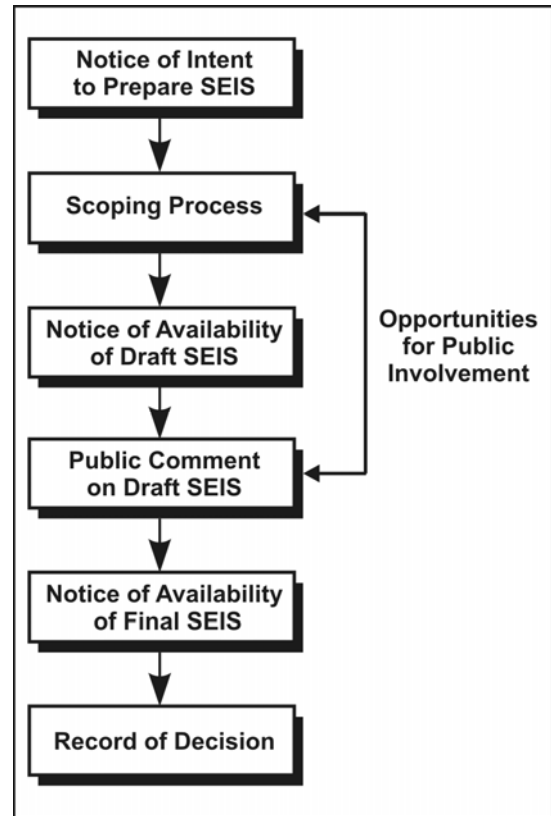 Notice of Intent
to Prepare SEIS
Scoping Process
Notice of Availability
of Draft SEIS
Opportunities
for Public
Involvement
Public Comment
on Draft SEIS
Notice of Availability
of Final SEIS
Record of Decision